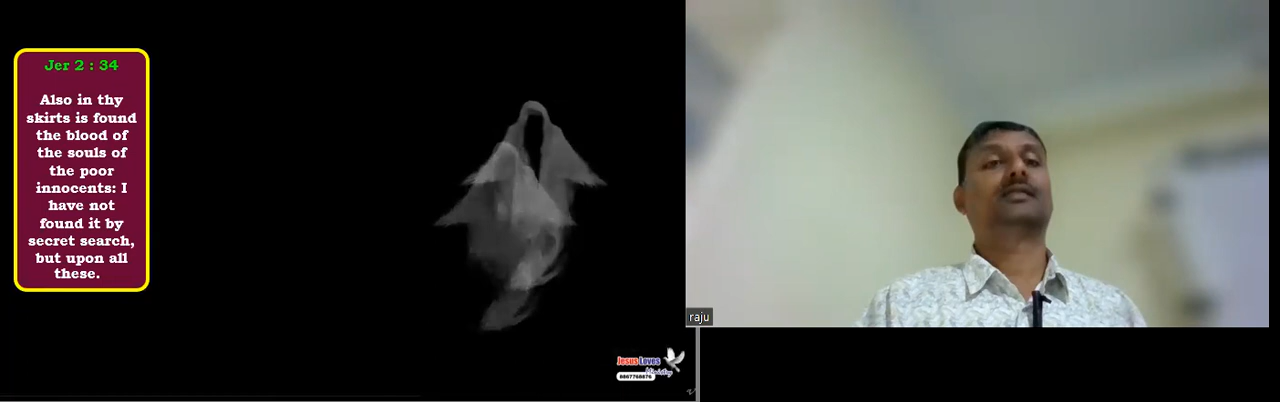 Jer 2 : 34
Also in thy
skirts is found
the blood of
the souls of
the poor
innocents: I
have not
found it by
secret search,
but upon all
these.
Jesus Loves
Ministry
raju